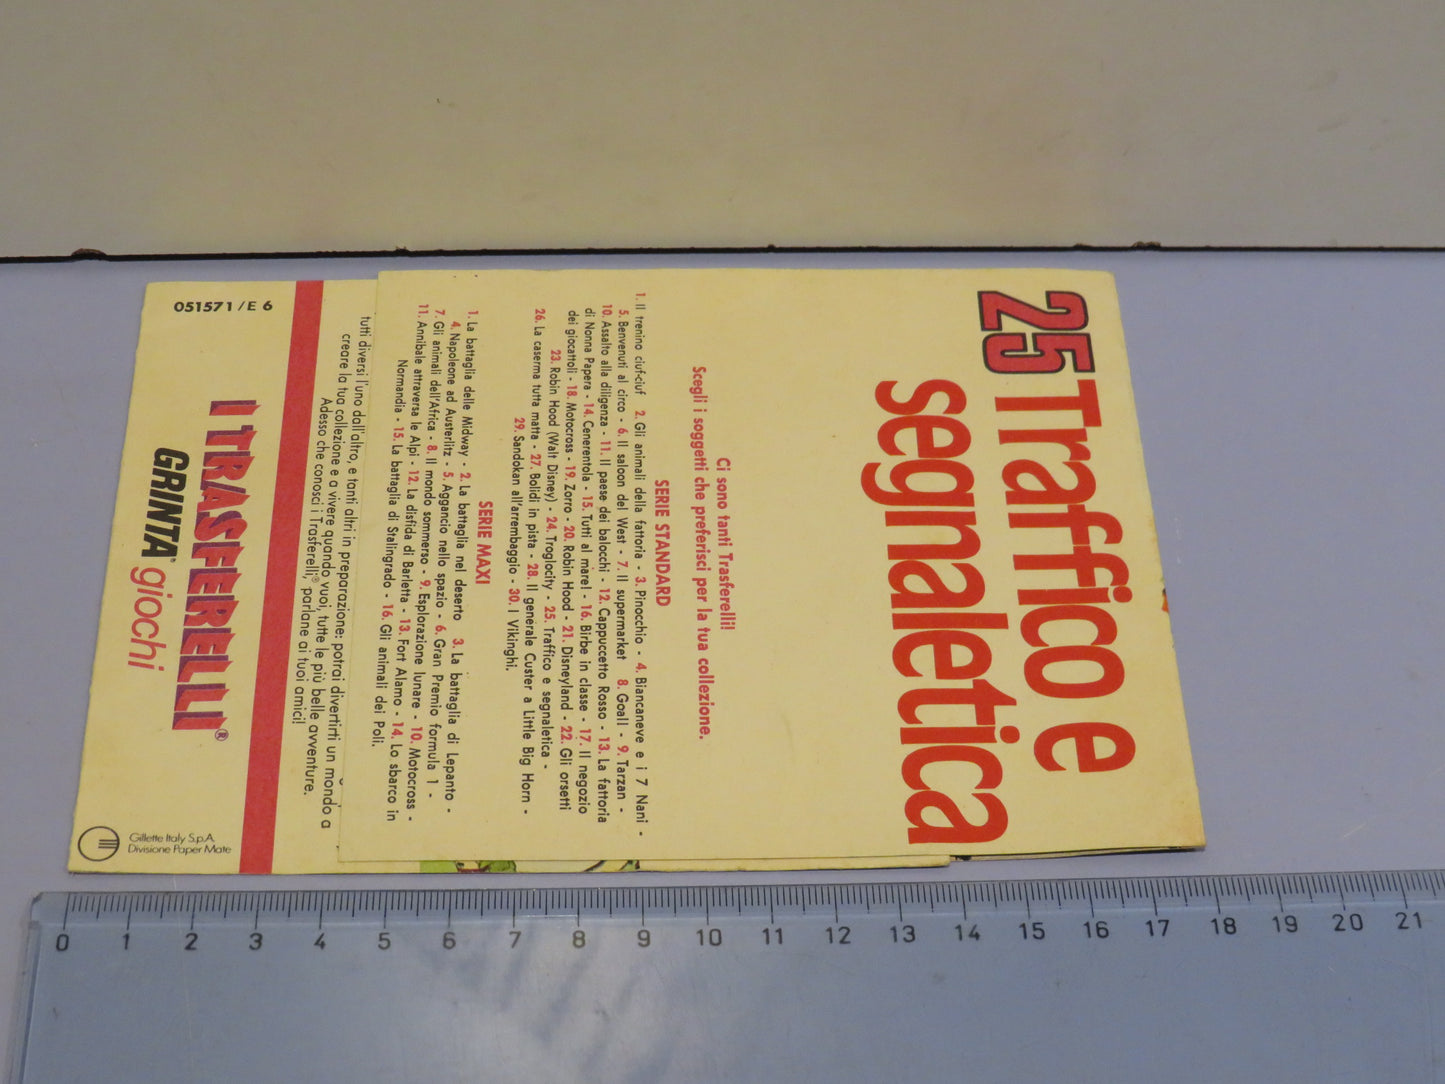 25 Traffico e
segnaletica
Ci sono tanti Trasferelli!
Scegli i soggetti che preferisci per la tua collezione.
SERIE STANDARD
1. Il trenino ciuf-ciuf 2. Gli animali della fattoria - 3. Pinocchio - 4. Biancaneve e i 7 Nani -
5. Benvenuti al circo - 6. Il saloon del West - 7. Il supermarket 8. Goal! - 9. Tarzan -
10. Assalto alla diligenza - 11. Il paese dei balocchi - 12. Cappuccetto Rosso - 13. La fattoria
di Nonna Papera - 14. Cenerentola - 15. Tutti al mare! - 16. Birbe in classe - 17. Il negozio
dei giocattoli - 18. Motocross - 19. Zorro - 20. Robin Hood - 21. Disneyland - 22. Gli orsetti
23. Robin Hood (Walt Disney) - 24. Troglocity - 25. Traffico e segnaletica -
26. La caserma tutta matta - 27. Bolidi in pista - 28. Il generale Custer a Little Big Horn -
29. Sandokan all'arrembaggio - 30. I Vikinghi.
SERIE MAXI
1. La battaglia delle Midway - 2. La battaglia nel deserto 3. La battaglia di Lepanto -
4. Napoleone ad Austerlitz - 5. Aggancio nello spazio - 6. Gran Premio formula 1 -
7. Gli animali dell'Africa - 8. Il mondo sommerso - 9. Esplorazione lunare - 10. Motocross -
11. Annibale attraversa le Alpi - 12. La disfida di Barletta - 13. Fort Alamo - 14. Lo sbarco in
Normandia - 15. La battaglia di Stalingrado - 16. Gli animali dei Poli.
tutti diversi l'uno dall'altro, e tanti altri in preparazione: potrai divertirti un mondo a
creare la tua collezione e a vivere quando vuoi, tutte le più belle avventure.
Adesso che conosci i Trasferelli®, parlane ai tuoi amici!
051571/E 6
I TRASFERELLI®
GRINTA® giochi
Gillette Italy S.p.A.
Divisione Paper Mate
0 1 2 3 4 5 6 7 8 9 10 11 12 13 14 15 16 17 18 19 20 21